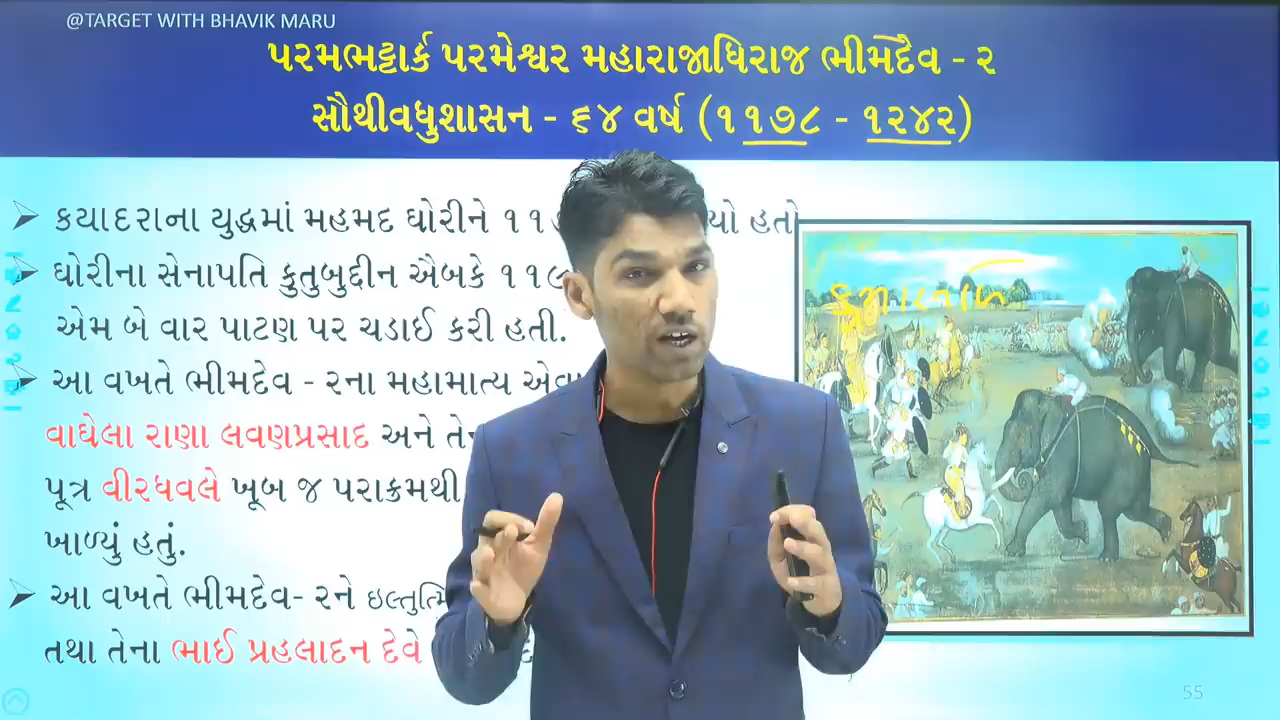 @TARGET WITH BHAVIK MARU
પરમભટ્ટાર્ક પરમેશ્વર મહારાજાધિરાજ ભીમદેવ - ૨
સૌથીવધુશાસન - ૬૪ વર્ષ (૧૧૭૮ - ૧૨૪૨)
કયાદરાના યુદ્ધમાં મહમદ ઘોરીને હતો
ઘોરીના સેનાપતિ કુતુબુદ્દીન ઐબકે
એમ બે વાર પાટણ પર ચડાઈ કરી હતી.
આ વખતે ભીમદેવ - ૨ના મહામાત્ય
વાઘેલા રાણા લવણપ્રસાદ અને
પૂત્ર વીરધવલે ખૂબ જ પરાક્રમથી
ખાળ્યું હતું.
આ વખતે ભીમદેવ- ૨ને
તથા તેના ભાઈ પ્રહલાદન દેવે
55